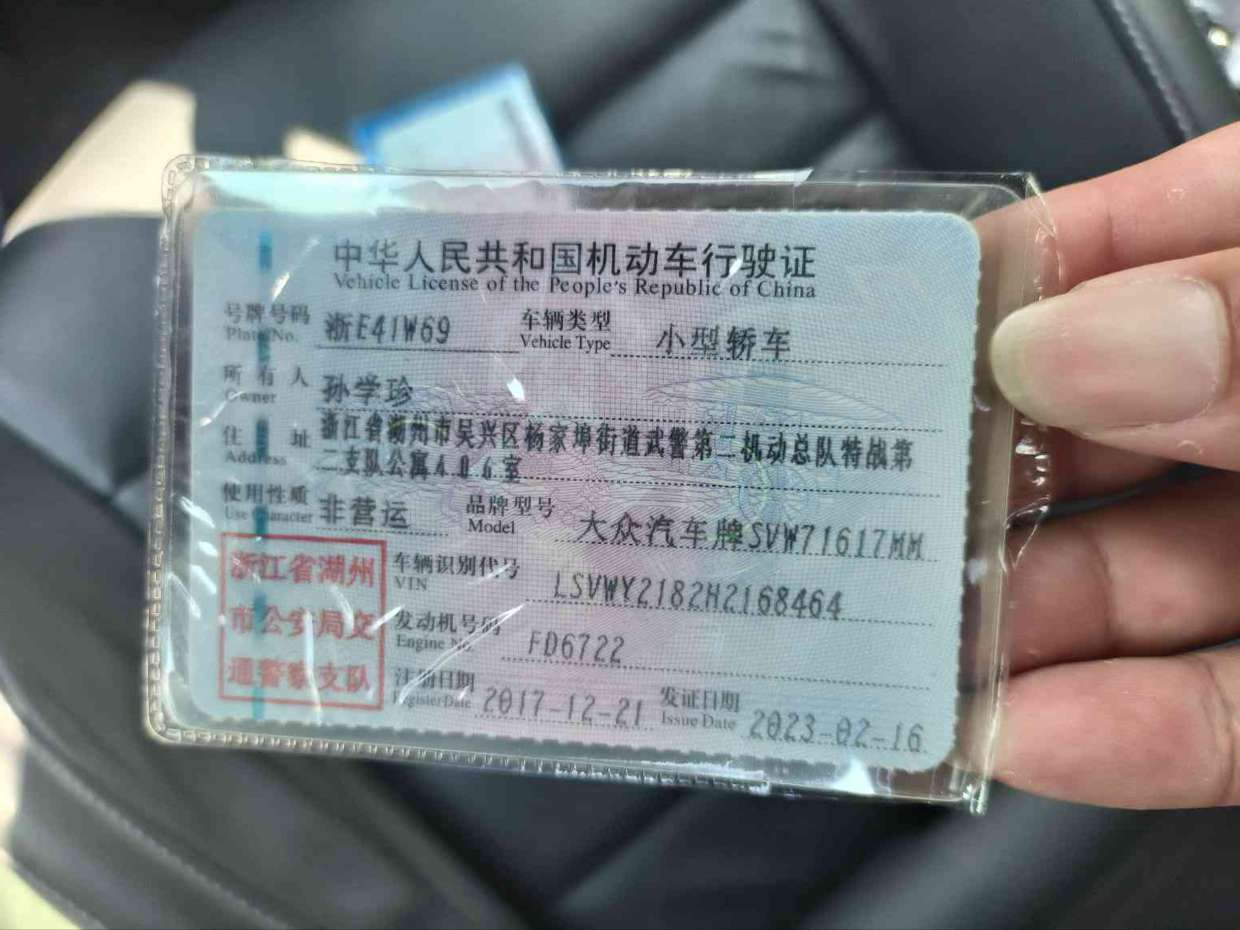 中华人民共和国机动车行驶证
Vehicle License of the People's Republic of China
号牌号码 浙E41W69 车辆类型 小型轿车
Plate No. Vehicle Type
所有人 孙学珍
Owner
住址 浙江省湖州市吴兴区杨家埠街道武警第二机动总队特战第
Address 二支队公寓406室
使用性质 非营运 品牌型号 大众汽车牌SVW71617MM
Use Character Model
浙江省湖州
市公安局交
通警察支队
车辆识别代号 LSVWY2182H2168464
VIN
发动机号码 FD6722
Engine No.
注册日期 2017-12-21 发证日期 2023-02-16
Register Date Issue Date